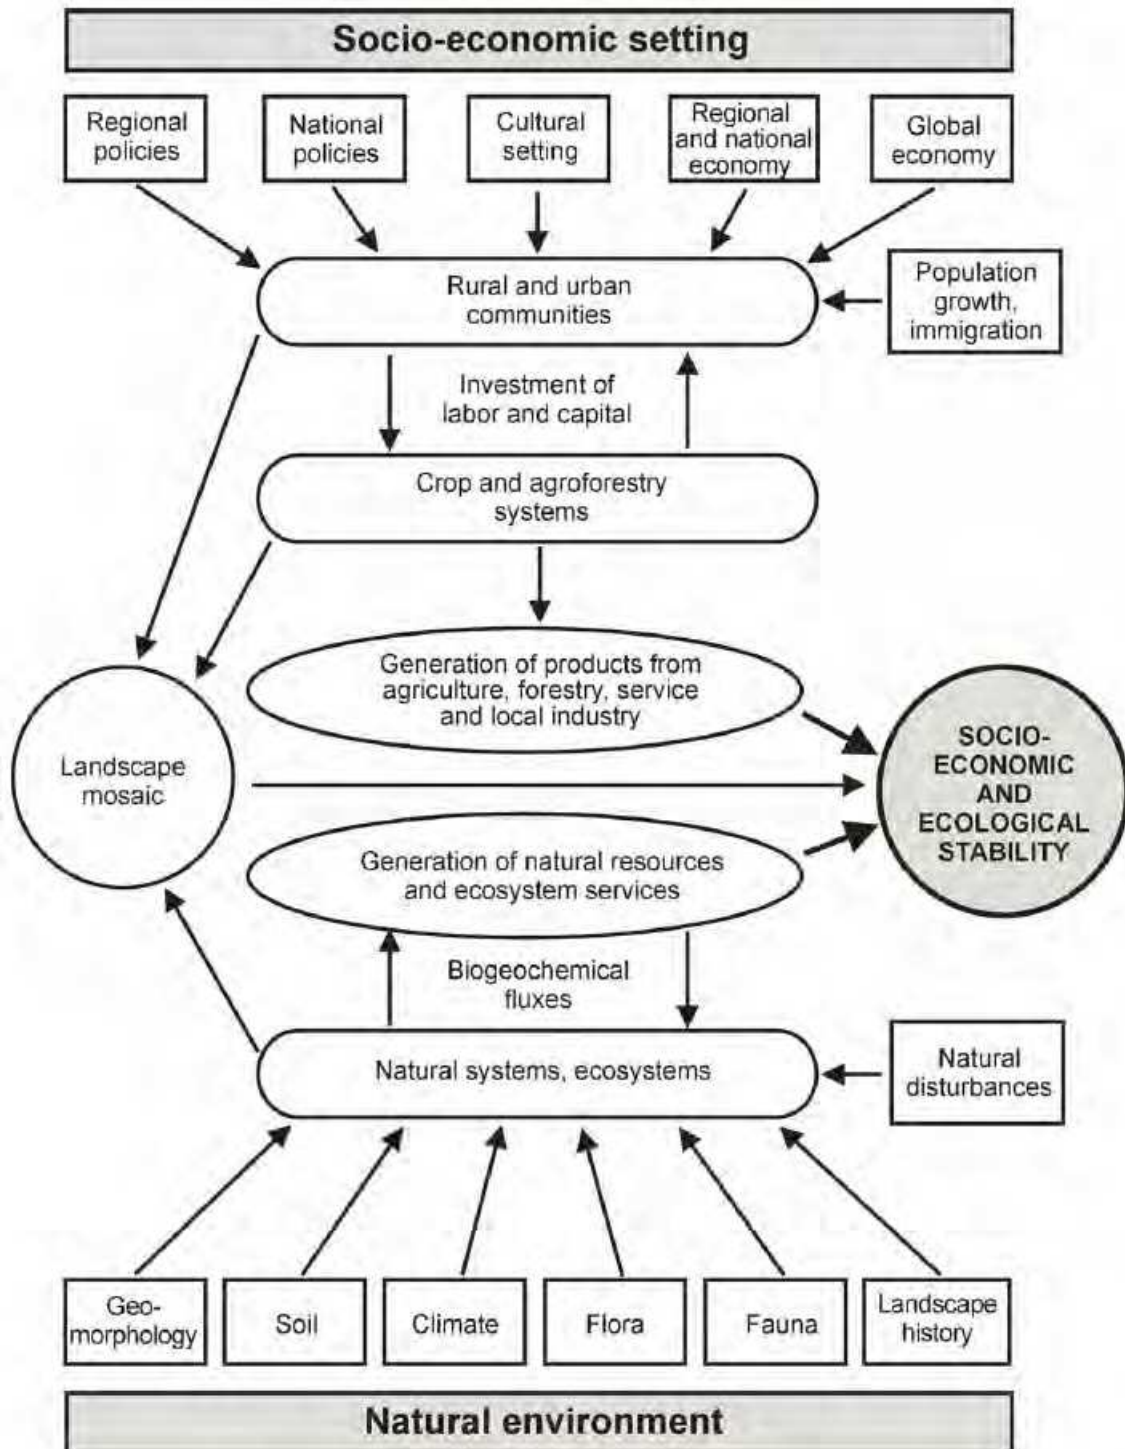 Socio-economic setting
Regional
policies
National
policies
Cultural
setting
Regional
and national
economy
Global
economy
Population
growth,
immigration
Rural and urban
communities
Investment of
labor and capital
Crop and agroforestry
systems
Generation of products from
agriculture, forestry, service
and local industry
Landscape
mosaic
SOCIO-
ECONOMIC
AND
ECOLOGICAL
STABILITY
Generation of natural resources
and ecosystem services
Biogeochemical
fluxes
Natural systems, ecosystems
Natural
disturbances
Geo-
morphology
Soil
Climate
Flora
Fauna
Landscape
history
Natural environment